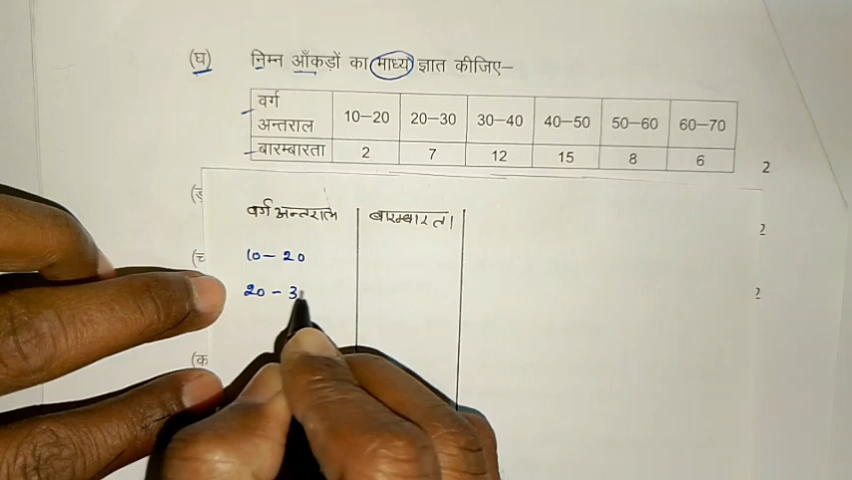 (घ) निम्न आँकड़ों का माध्य ज्ञात कीजिए—
वर्ग अन्तराल 10—20 20—30 30—40 40—50 50—60 60—70
बारम्बारता 2 7 12 15 8 6 2
वर्ग अन्तराल बारम्बारता 2
(च
10 - 20
20 - 3 2
(क